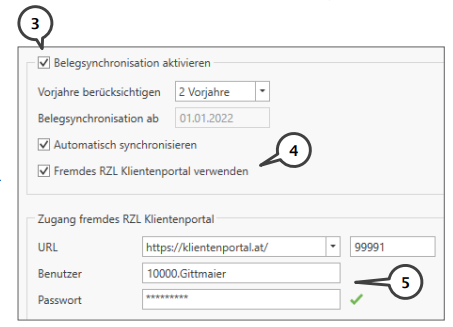 3
Belegsynchronisation aktivieren
Vorjahre berücksichtigen 2 Vorjahre
Belegsynchronisation ab 01.01.2022
Automatisch synchronisieren
4
Fremdes RZL Klientenportal verwenden
Zugang fremdes RZL Klientenportal
URL https://klientenportal.at/ 99991
Benutzer 10000.Gittmaier
5
Passwort *********